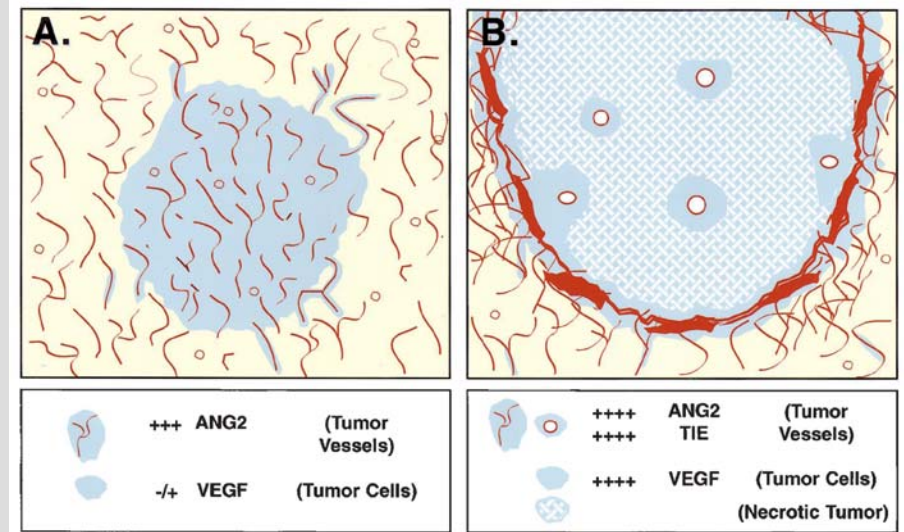 A.
B.
+++ ANG2 (Tumor
Vessels)
-/+ VEGF (Tumor Cells)
++++ ANG2 (Tumor
++++ TIE Vessels)
++++ VEGF (Tumor Cells)
(Necrotic Tumor)